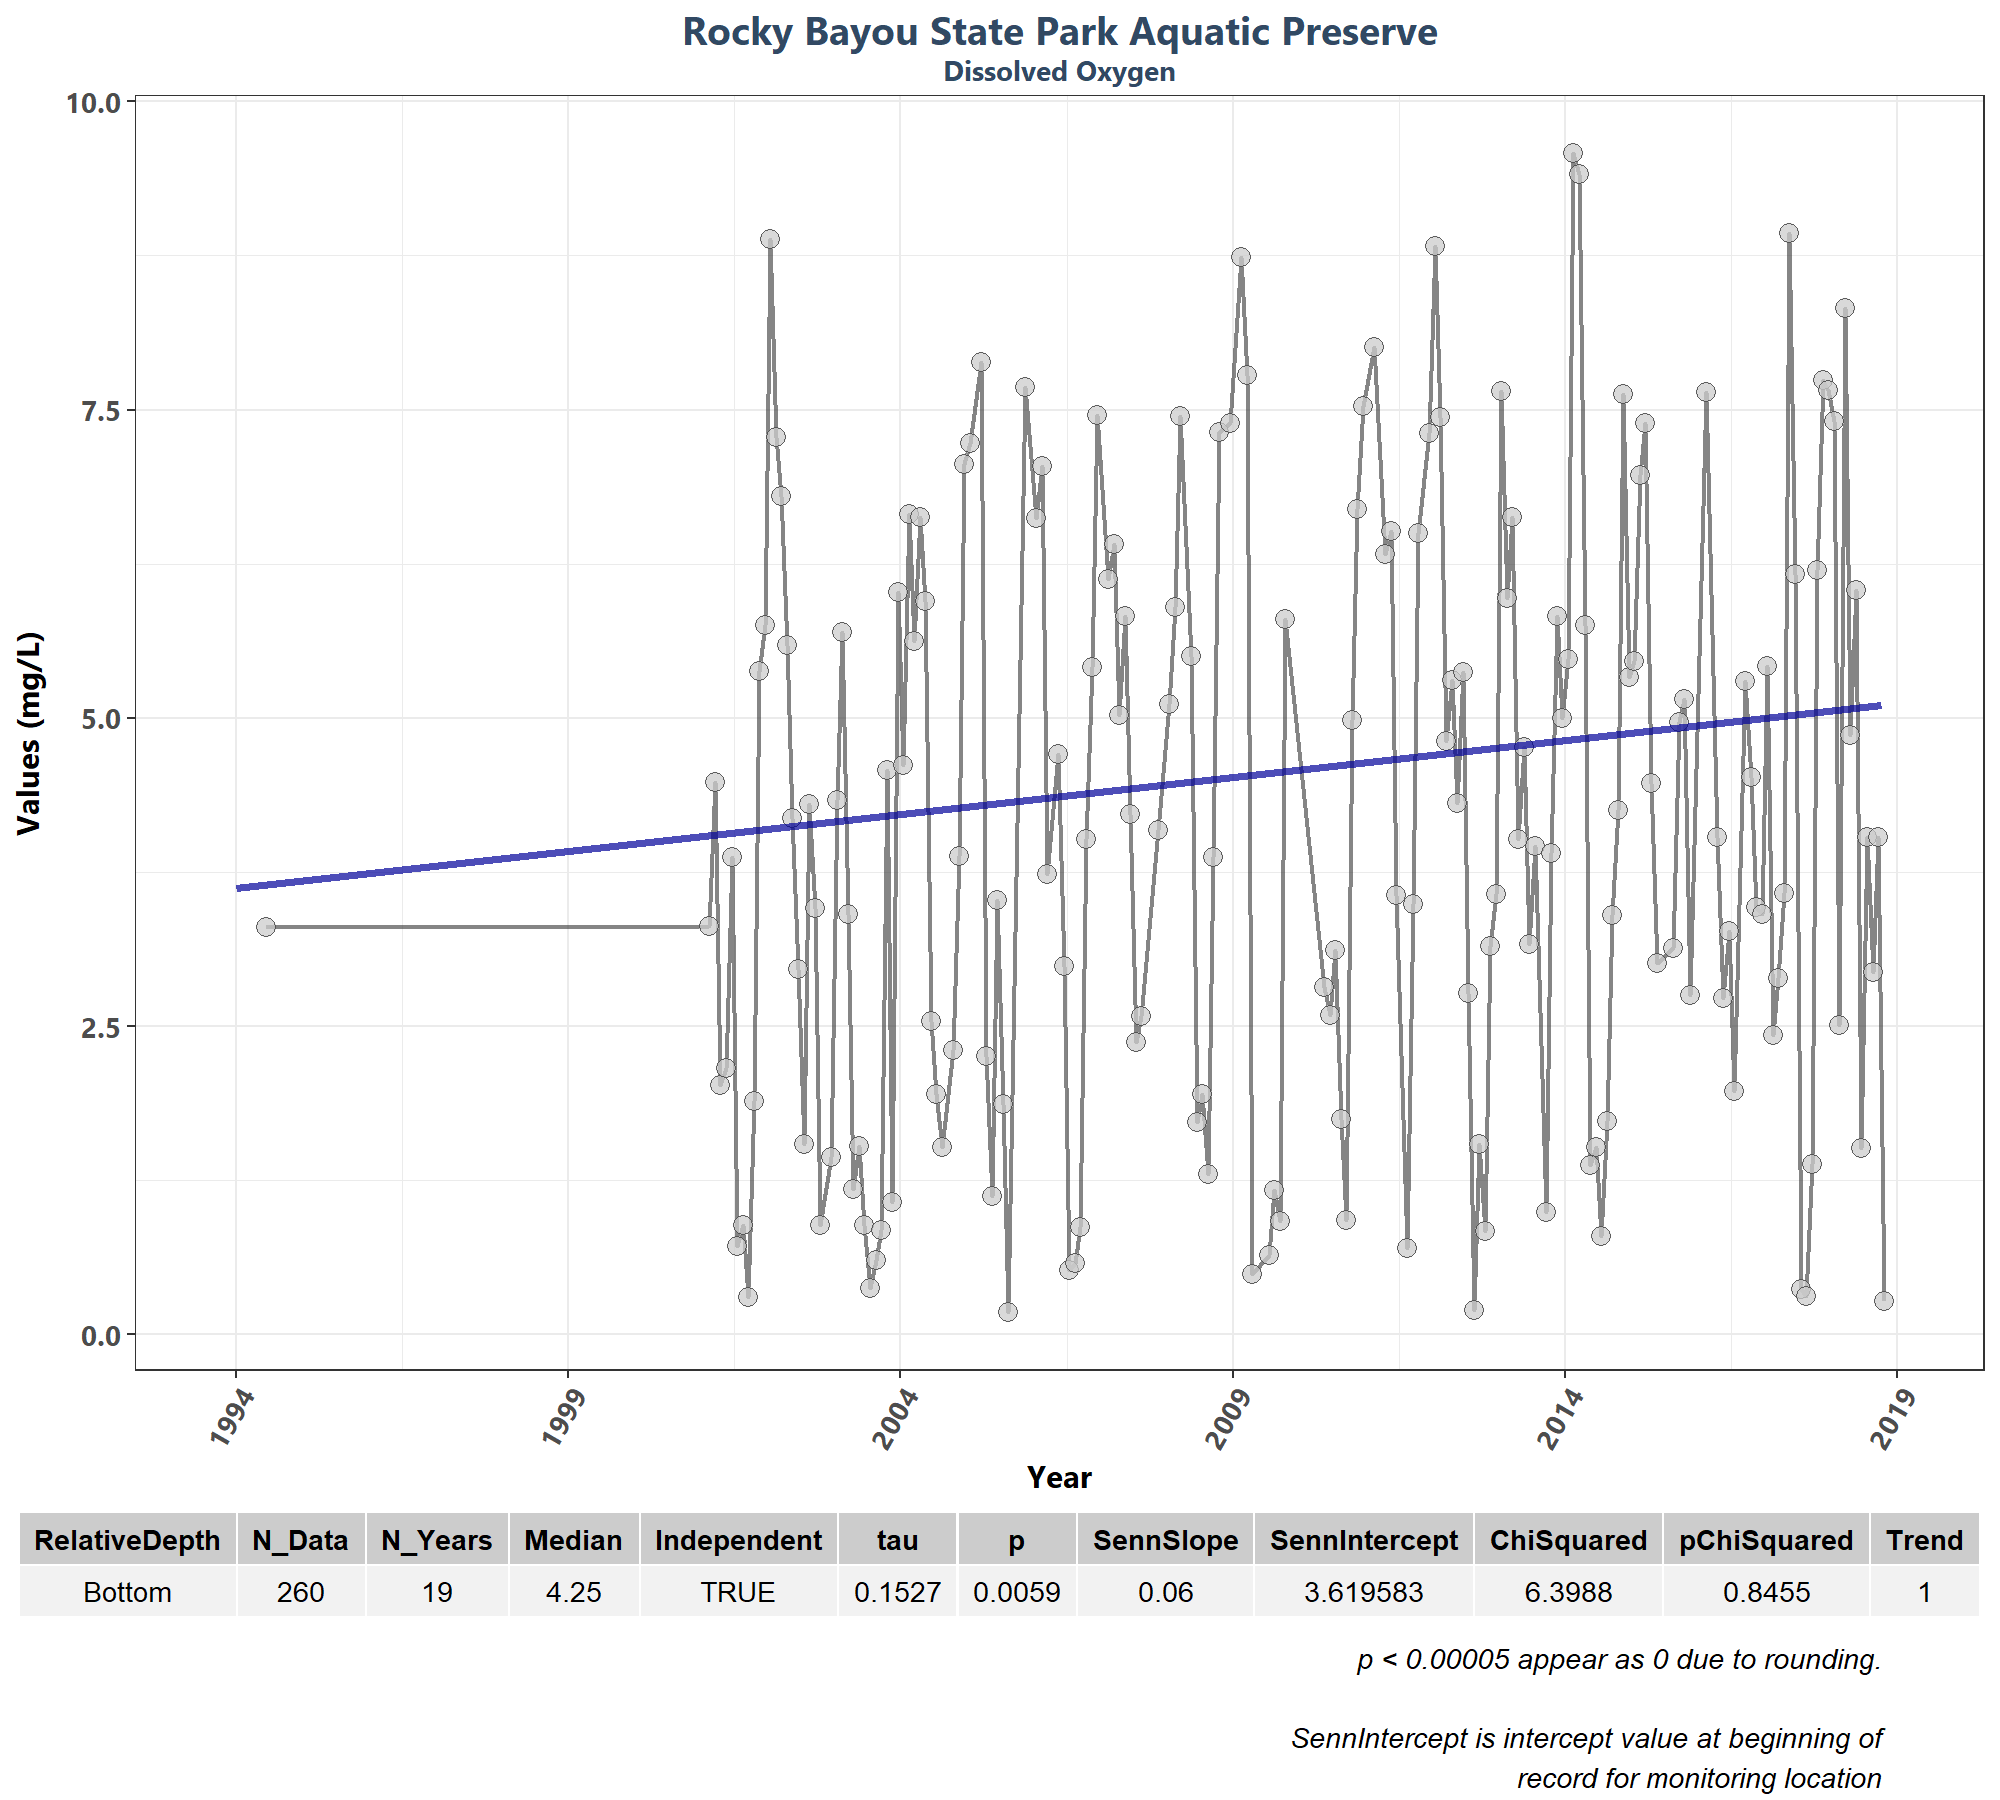 Rocky Bayou State Park Aquatic Preserve
Dissolved Oxygen
10.0
7.5
5.0
2.5
0.0
Values (mg/L)
1994
1999
2004
2009
2014
2019
Year
RelativeDepth N_Data N_Years Median Independent tau p SennSlope SennIntercept ChiSquared pChiSquared Trend
Bottom 260 19 4.25 TRUE 0.1527 0.0059 0.06 3.619583 6.3988 0.8455 1
p < 0.00005 appear as 0 due to rounding.
SennIntercept is intercept value at beginning of
record for monitoring location